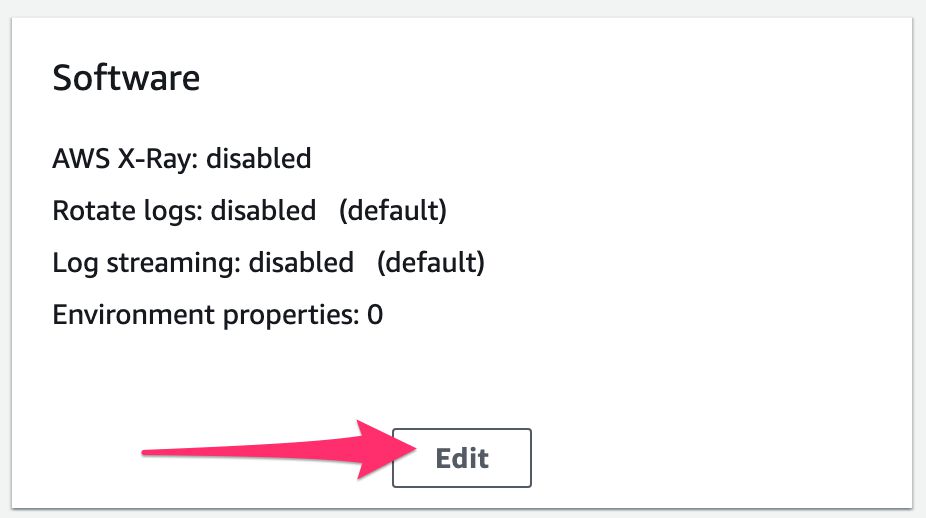 Software
AWS X-Ray: disabled
Rotate logs: disabled (default)
Log streaming: disabled (default)
Environment properties: 0
Edit